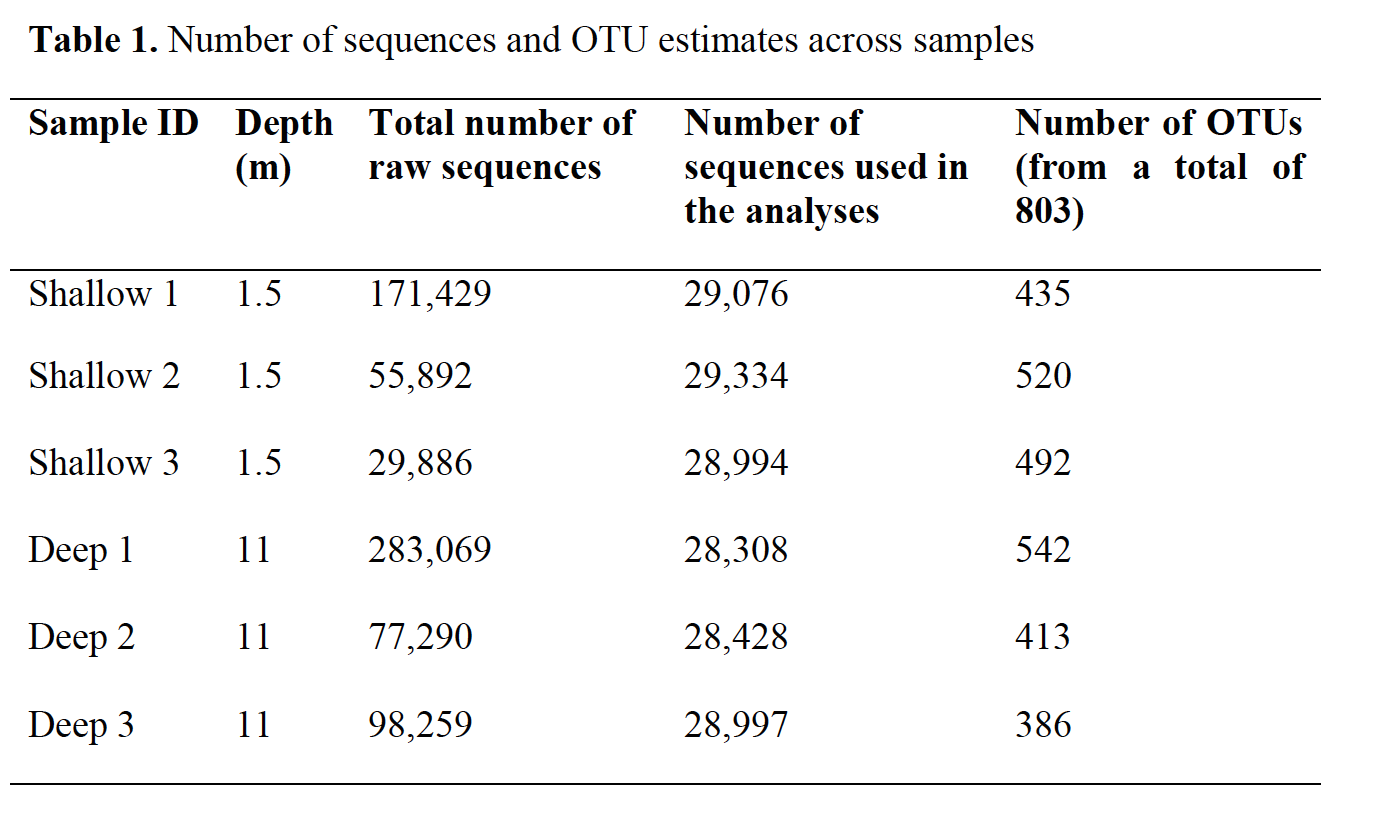 Table 1. Number of sequences and OTU estimates across samples
Sample ID Depth (m) Total number of raw sequences Number of sequences used in the analyses Number of OTUs (from a total of 803)
Shallow 1 1.5 171,429 29,076 435
Shallow 2 1.5 55,892 29,334 520
Shallow 3 1.5 29,886 28,994 492
Deep 1 11 283,069 28,308 542
Deep 2 11 77,290 28,428 413
Deep 3 11 98,259 28,997 386